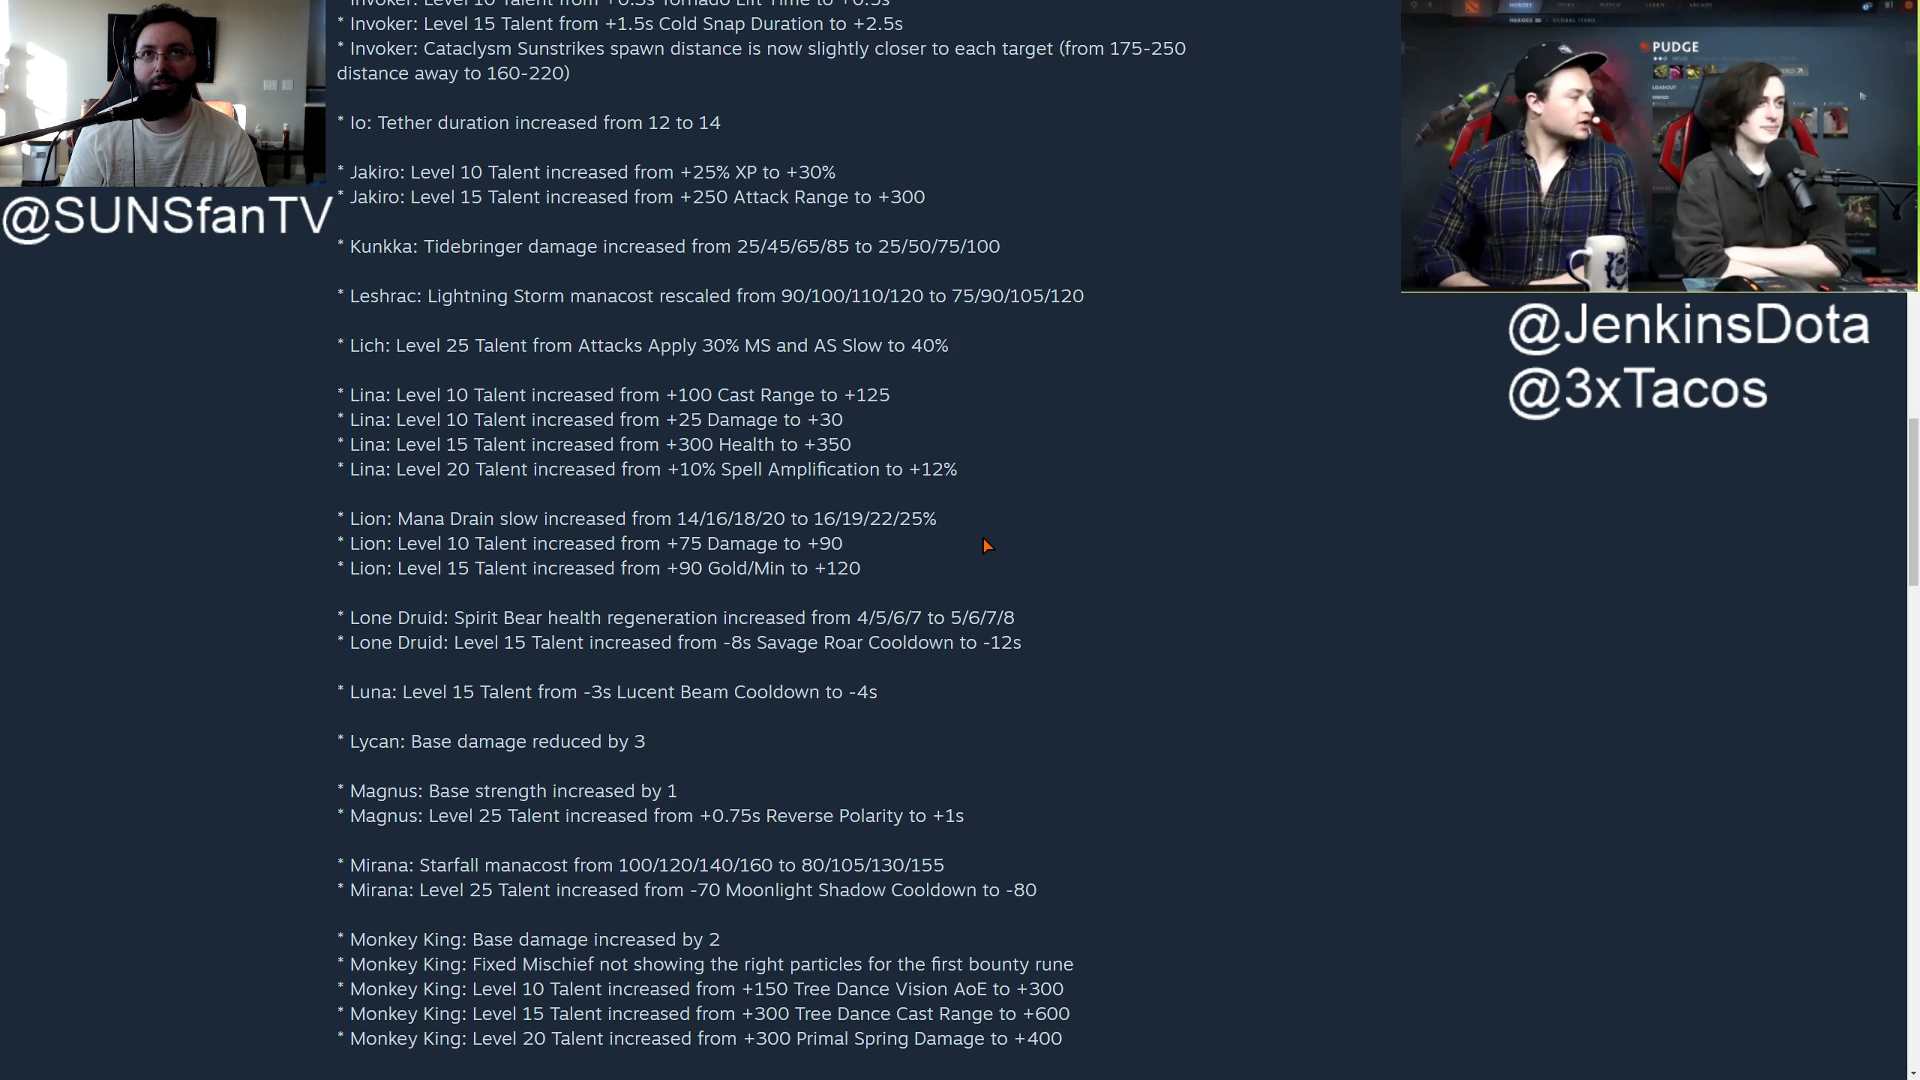 * Invoker: Level 10 Talent from +0.3s Tornado Lift Time to +0.5s
* Invoker: Level 15 Talent from +1.5s Cold Snap Duration to +2.5s
* Invoker: Cataclysm Sunstrikes spawn distance is now slightly closer to each target (from 175-250
distance away to 160-220)
* Io: Tether duration increased from 12 to 14
* Jakiro: Level 10 Talent increased from +25% XP to +30%
* Jakiro: Level 15 Talent increased from +250 Attack Range to +300
* Kunkka: Tidebringer damage increased from 25/45/65/85 to 25/50/75/100
* Leshrac: Lightning Storm manacost rescaled from 90/100/110/120 to 75/90/105/120
* Lich: Level 25 Talent from Attacks Apply 30% MS and AS Slow to 40%
* Lina: Level 10 Talent increased from +100 Cast Range to +125
* Lina: Level 10 Talent increased from +25 Damage to +30
* Lina: Level 15 Talent increased from +300 Health to +350
* Lina: Level 20 Talent increased from +10% Spell Amplification to +12%
* Lion: Mana Drain slow increased from 14/16/18/20 to 16/19/22/25%
* Lion: Level 10 Talent increased from +75 Damage to +90
* Lion: Level 15 Talent increased from +90 Gold/Min to +120
* Lone Druid: Spirit Bear health regeneration increased from 4/5/6/7 to 5/6/7/8
* Lone Druid: Level 15 Talent increased from -8s Savage Roar Cooldown to -12s
* Luna: Level 15 Talent from -3s Lucent Beam Cooldown to -4s
* Lycan: Base damage reduced by 3
* Magnus: Base strength increased by 1
* Magnus: Level 25 Talent increased from +0.75s Reverse Polarity to +1s
* Mirana: Starfall manacost from 100/120/140/160 to 80/105/130/155
* Mirana: Level 25 Talent increased from -70 Moonlight Shadow Cooldown to -80
* Monkey King: Base damage increased by 2
* Monkey King: Fixed Mischief not showing the right particles for the first bounty rune
* Monkey King: Level 10 Talent increased from +150 Tree Dance Vision AoE to +300
* Monkey King: Level 15 Talent increased from +300 Tree Dance Cast Range to +600
* Monkey King: Level 20 Talent increased from +300 Primal Spring Damage to +400
@SUNSfanTV
HEROES
PUDGE
LOADOUT
@JenkinsDota
@3xTacos